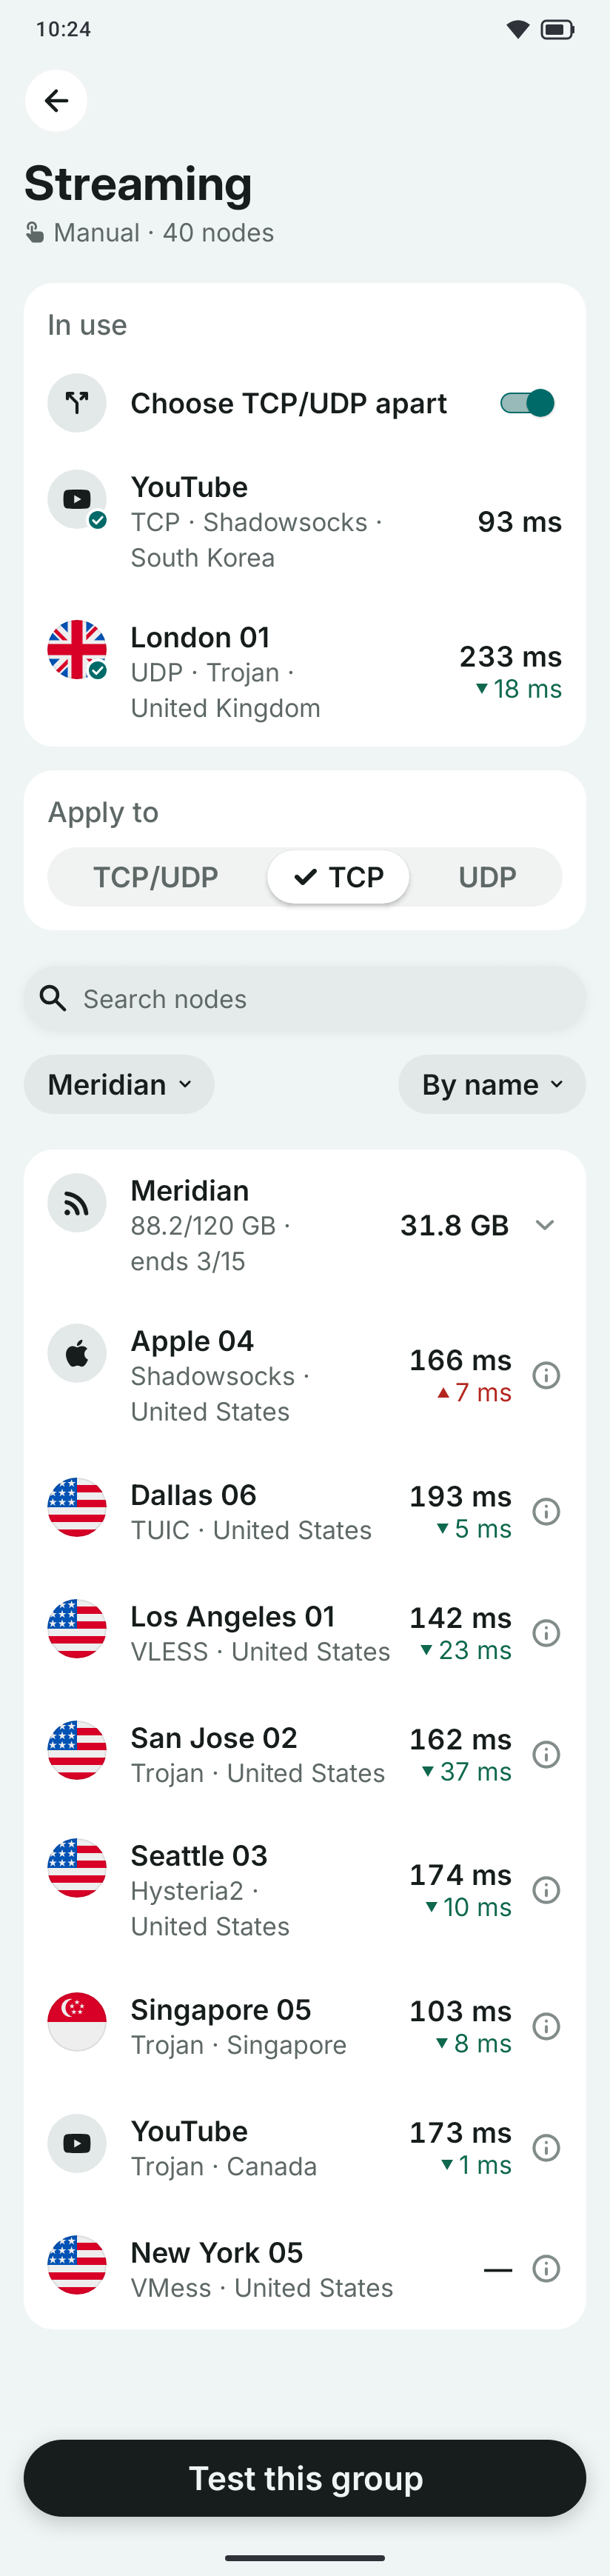 10:24
Streaming
Manual · 40 nodes
In use
Choose TCP/UDP apart
YouTube
TCP · Shadowsocks ·
South Korea
93 ms
London 01
UDP · Trojan ·
United Kingdom
233 ms
▼ 18 ms
Apply to
TCP/UDP
TCP
UDP
Search nodes
Meridian
By name
Meridian
88.2/120 GB ·
ends 3/15
31.8 GB
Apple 04
Shadowsocks ·
United States
166 ms
▲ 7 ms
Dallas 06
TUIC · United States
193 ms
▼ 5 ms
Los Angeles 01
VLESS · United States
142 ms
▼ 23 ms
San Jose 02
Trojan · United States
162 ms
▼ 37 ms
Seattle 03
Hysteria2 ·
United States
174 ms
▼ 10 ms
Singapore 05
Trojan · Singapore
103 ms
▼ 8 ms
YouTube
Trojan · Canada
173 ms
▼ 1 ms
New York 05
VMess · United States
—
Test this group